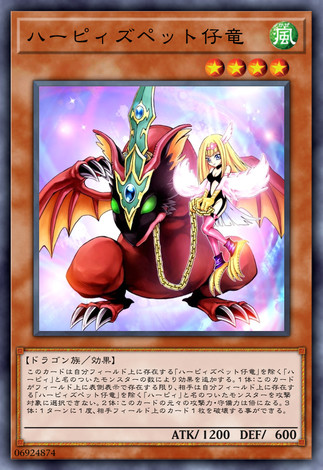 ハーピィズペット仔竜
風
【ドラゴン族／効果】
このカードは自分フィールド上に存在する「ハーピィズペット仔竜」を除く「ハ
ーピィ」と名のついたモンスターの数により効果を追加する。１体：このカード
がフィールド上に表側表示で存在する限り、相手は自分フィールド上に存在する
「ハーピィズペット仔竜」を除く「ハーピィ」と名のついたモンスターを攻撃
対象に選択できない。２体：このカードの元々の攻撃力・守備力は倍になる。３
体：１ターンに１度、相手フィールド上のカード１枚を破壊する事ができる。
ATK/ 1200 DEF/ 600
06924874